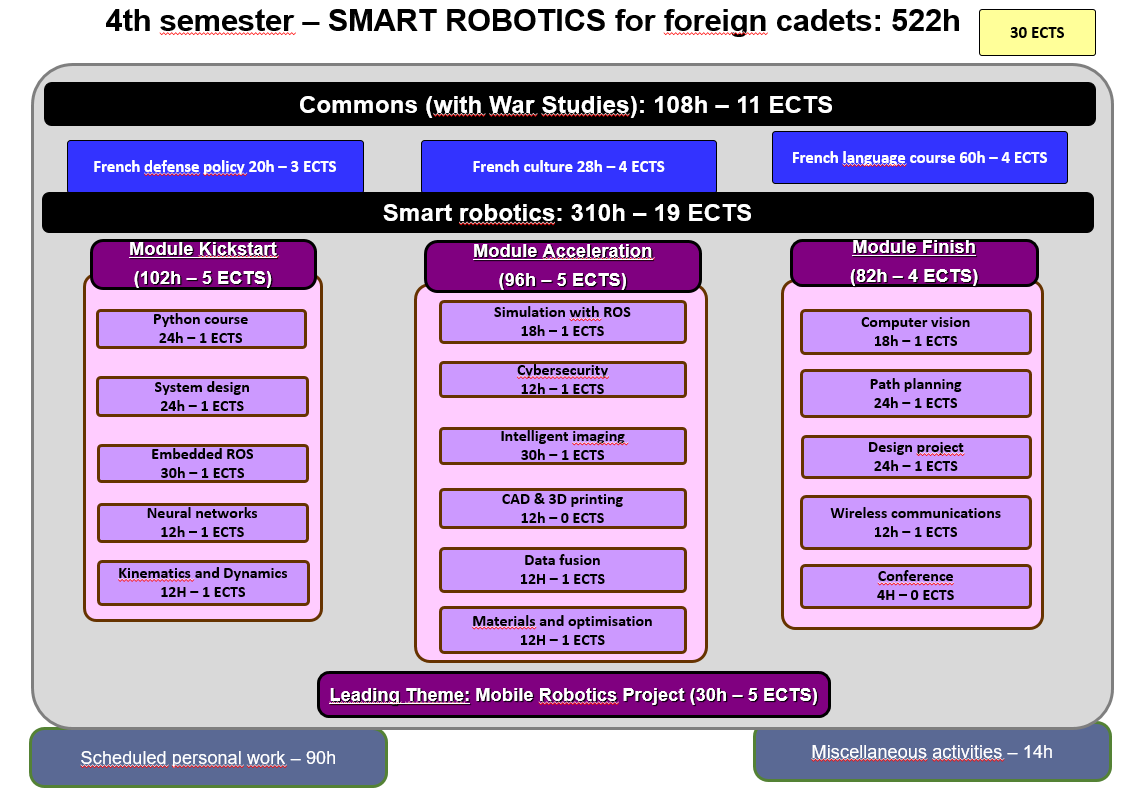 4th semester – SMART ROBOTICS for foreign cadets: 522h
30 ECTS
Commons (with War Studies): 108h – 11 ECTS
French defense policy 20h – 3 ECTS
French culture 28h – 4 ECTS
French language course 60h – 4 ECTS
Smart robotics: 310h – 19 ECTS
Module Kickstart
(102h – 5 ECTS)
Python course
24h – 1 ECTS
System design
24h – 1 ECTS
Embedded ROS
30h – 1 ECTS
Neural networks
12h – 1 ECTS
Kinematics and Dynamics
12H – 1 ECTS
Module Acceleration
(96h – 5 ECTS)
Simulation with ROS
18h – 1 ECTS
Cybersecurity
12h – 1 ECTS
Intelligent imaging
30h – 1 ECTS
CAD & 3D printing
12h – 0 ECTS
Data fusion
12H – 1 ECTS
Materials and optimisation
12H – 1 ECTS
Module Finish
(82h – 4 ECTS)
Computer vision
18h – 1 ECTS
Path planning
24h – 1 ECTS
Design project
24h – 1 ECTS
Wireless communications
12h – 1 ECTS
Conference
4H – 0 ECTS
Leading Theme: Mobile Robotics Project (30h – 5 ECTS)
Scheduled personal work – 90h
Miscellaneous activities – 14h